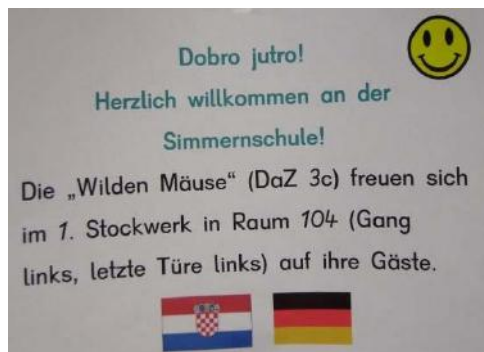 Dobro jutro!
Herzlich willkommen an der
Simmernschule!
Die „Wilden Mäuse“ (DaZ 3c) freuen sich
im 1. Stockwerk in Raum 104 (Gang
links, letzte Türe links) auf ihre Gäste.